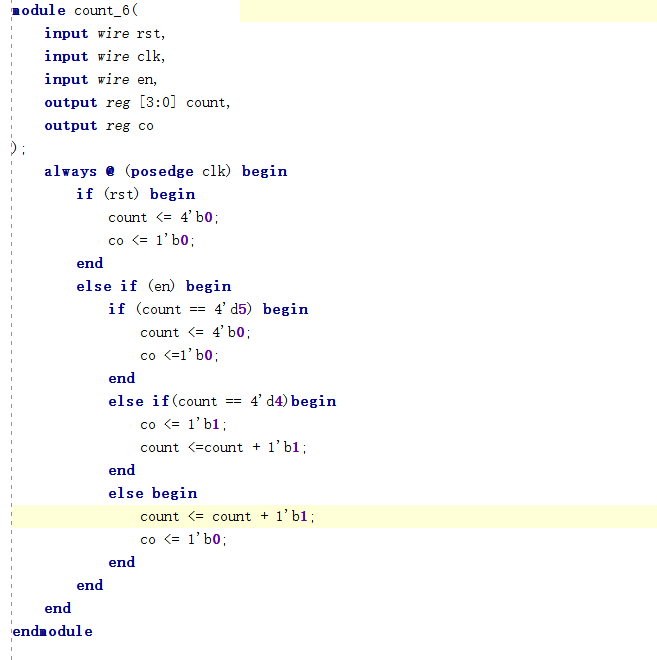 module count_6(
    input wire rst,
    input wire clk,
    input wire en,
    output reg [3:0] count,
    output reg co
);
    always @ (posedge clk) begin
        if (rst) begin
            count <= 4'b0;
            co <= 1'b0;
        end
        else if (en) begin
            if (count == 4'd5) begin
                count <= 4'b0;
                co <=1'b0;
            end
            else if(count == 4'd4)begin
                co <= 1'b1;
                count <=count + 1'b1;
            end
            else begin
                count <= count + 1'b1;
                co <= 1'b0;
            end
        end
    end
endmodule